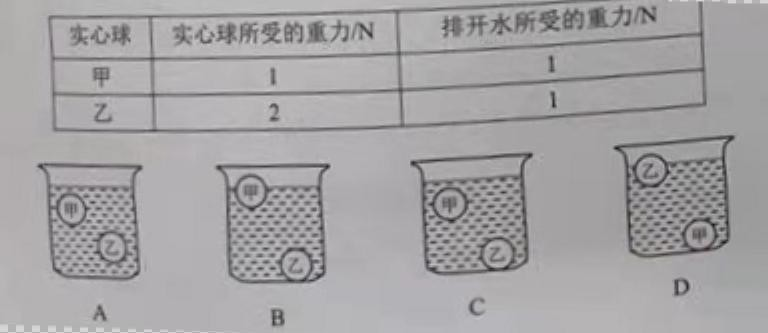 实心球 实心球所受的重力/N 排开水所受的重力/N
甲 1 1
乙 2 1
甲 甲 甲 乙
乙 乙 乙 甲
A B C D